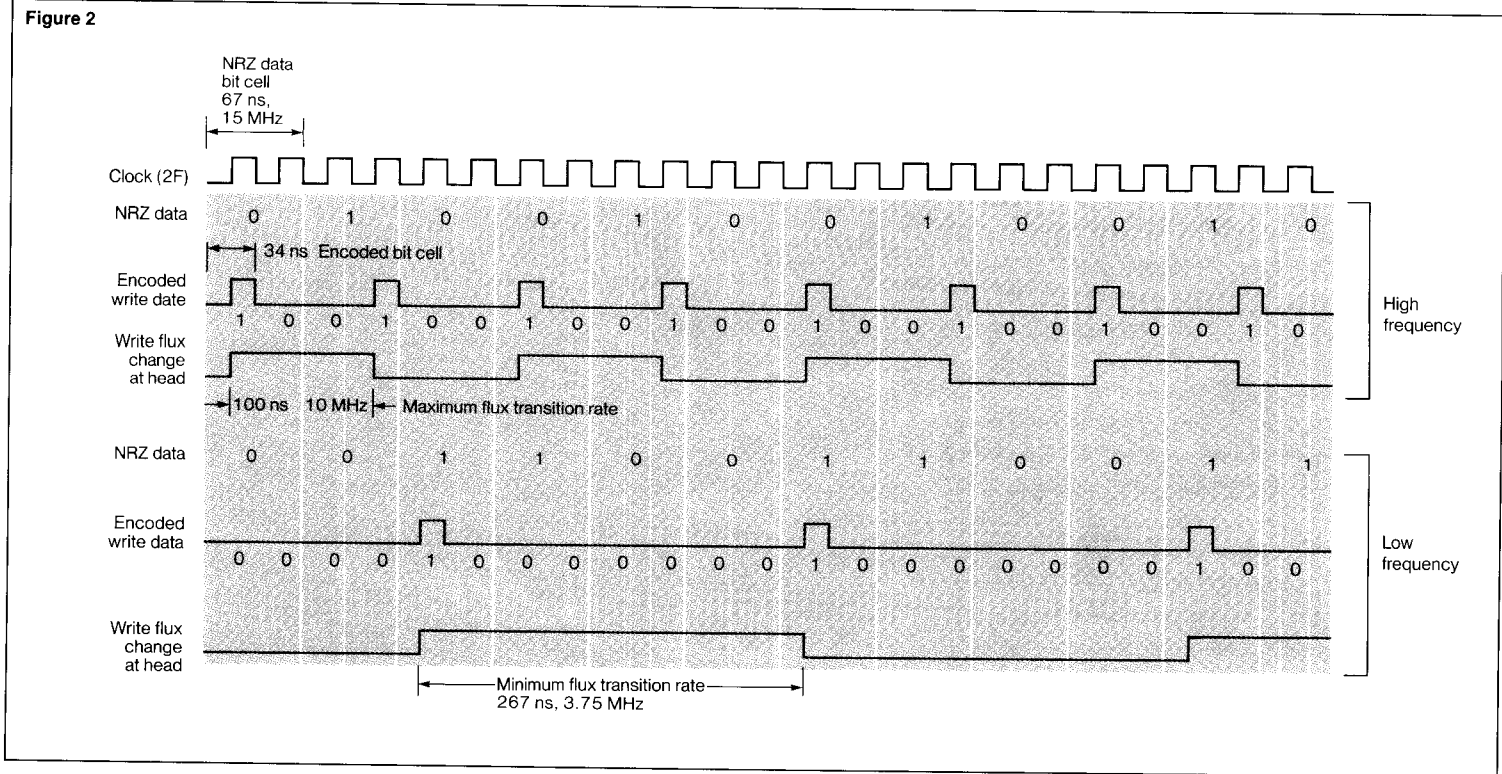 Figure 2
NRZ data
bit cell
67 ns,
15 MHz
Clock (2F)
NRZ data 0 1 0 0 1 0 0 1 0 0 1 0
34 ns Encoded bit cell
Encoded
write date
1 0 0 1 0 0 1 0 0 1 0 0 1 0 0 1 0 0 1 0 0 1 0
High
frequency
Write flux
change
at head
100 ns 10 MHz Maximum flux transition rate
NRZ data 0 0 1 1 0 0 1 1 0 0 1 1
Encoded
write data
0 0 0 0 1 0 0 0 0 0 0 0 1 0 0 0 0 0 0 0 1 0 0
Low
frequency
Write flux
change
at head
Minimum flux transition rate
267 ns, 3.75 MHz